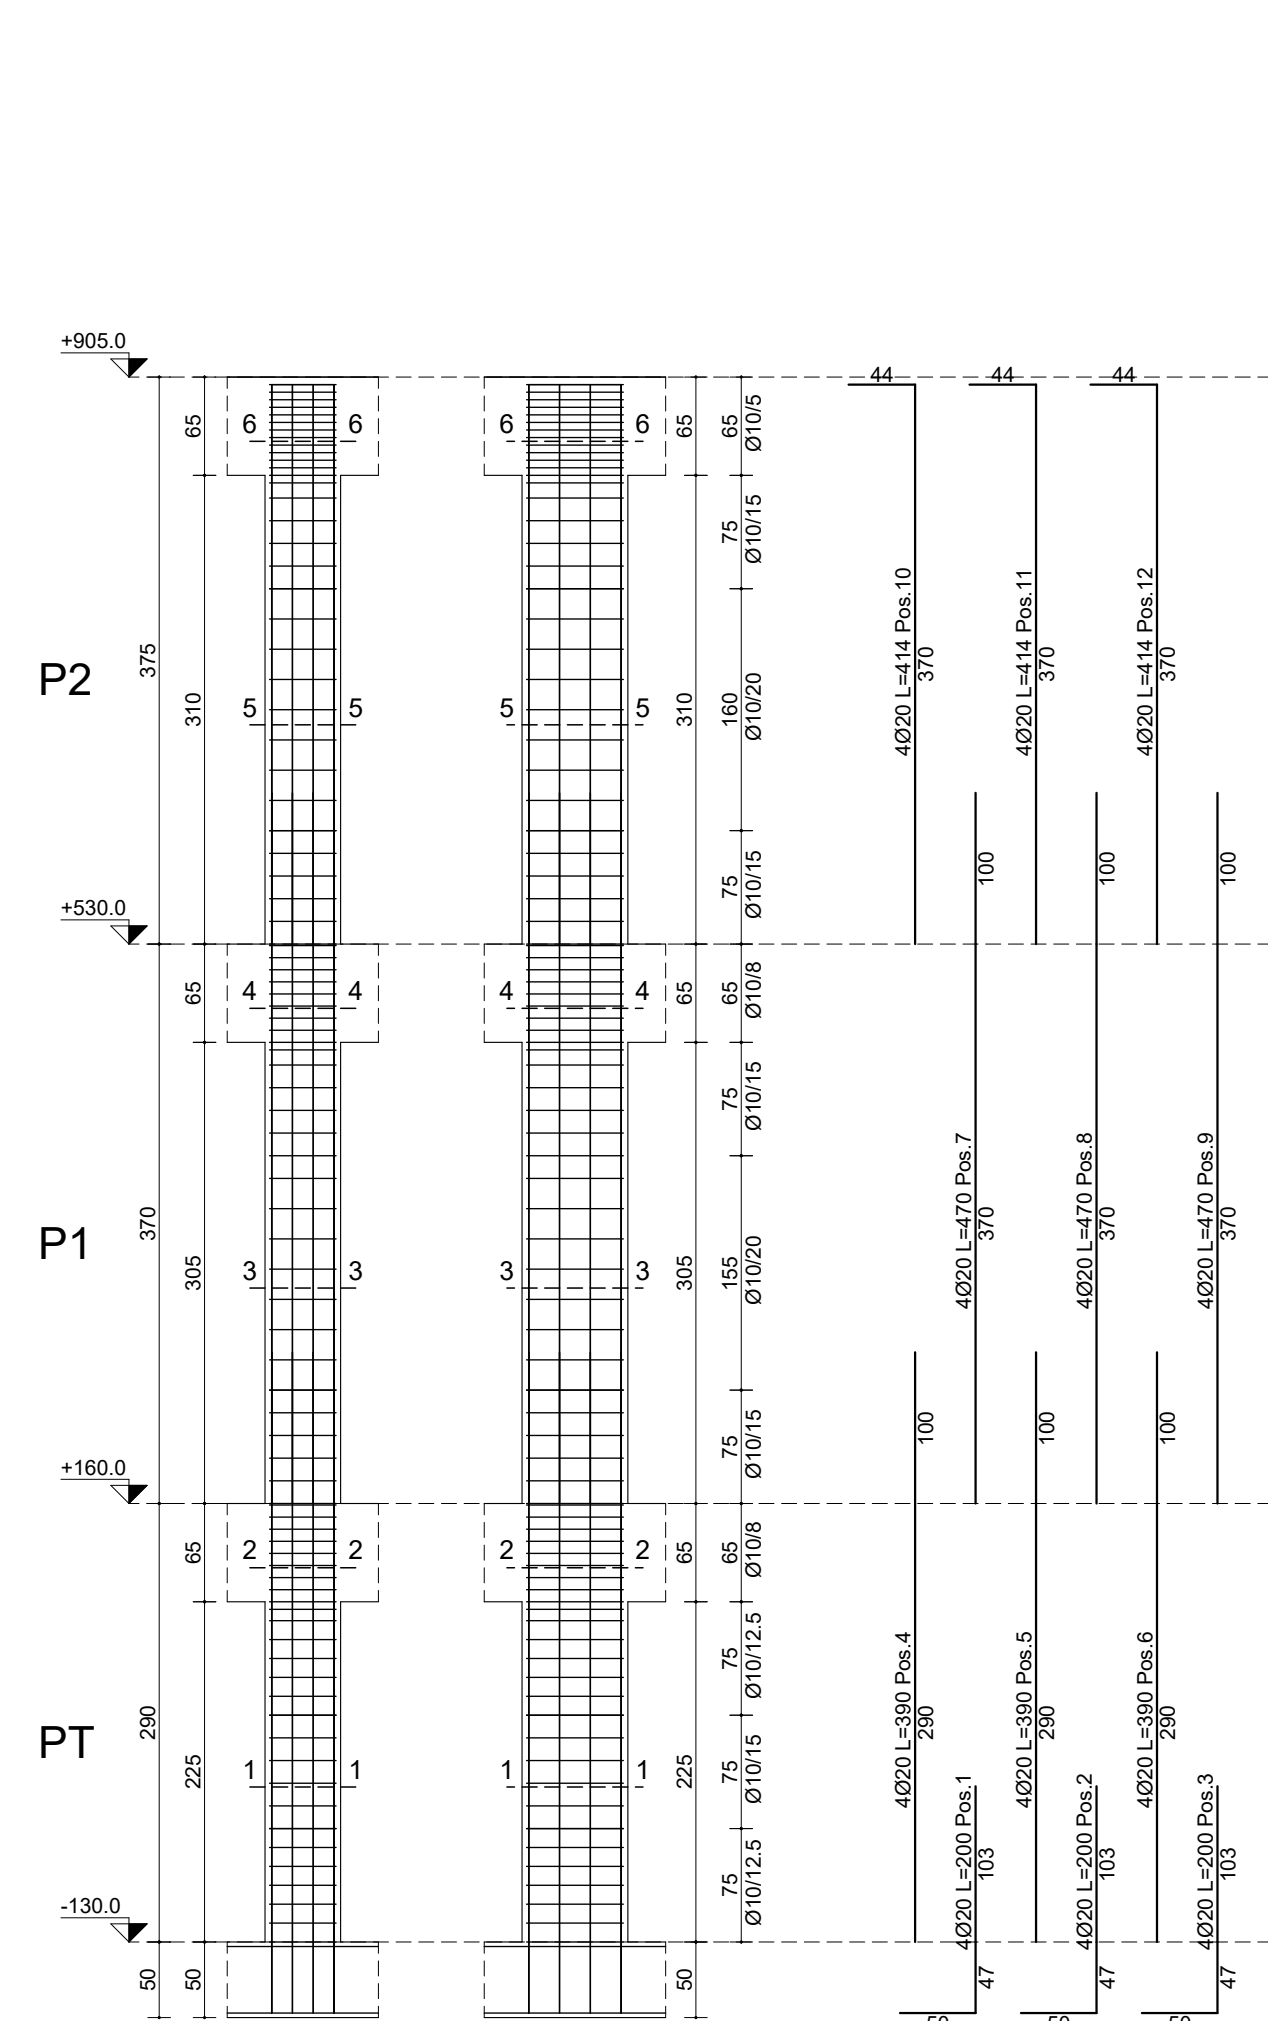 +905.0
44 44 44
65 6 6 6 6 65 65 Ø10/5
75 Ø10/15
4Ø20 L=414 Pos.10 370
4Ø20 L=414 Pos.11 370
4Ø20 L=414 Pos.12 370
P2 375
310 5 5 5 5 310 160 Ø10/20
75 Ø10/15
100 100 100
+530.0
65 4 4 4 4 65 65 Ø10/8
75 Ø10/15
4Ø20 L=470 Pos.7 370
4Ø20 L=470 Pos.8 370
4Ø20 L=470 Pos.9 370
P1 370
305 3 3 3 3 305 155 Ø10/20
75 Ø10/15
100 100 100
+160.0
65 2 2 2 2 65 65 Ø10/8
75 Ø10/12.5
4Ø20 L=390 Pos.4 290
4Ø20 L=390 Pos.5 290
4Ø20 L=390 Pos.6 290
PT 290
225 1 1 1 1 225 75 Ø10/15
4Ø20 L=200 Pos.1 103
4Ø20 L=200 Pos.2 103
4Ø20 L=200 Pos.3 103
75 Ø10/12.5
-130.0
50 50 50 47 47 47